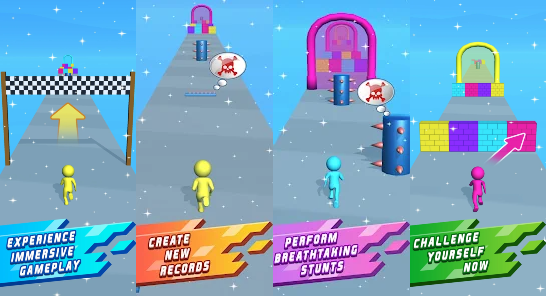 EXPERIENCE
IMMERSIVE
GAMEPLAY
CREATE
NEW
RECORDS
PERFORM
BREATHTAKING
STUNTS
CHALLENGE
YOURSELF
NOW